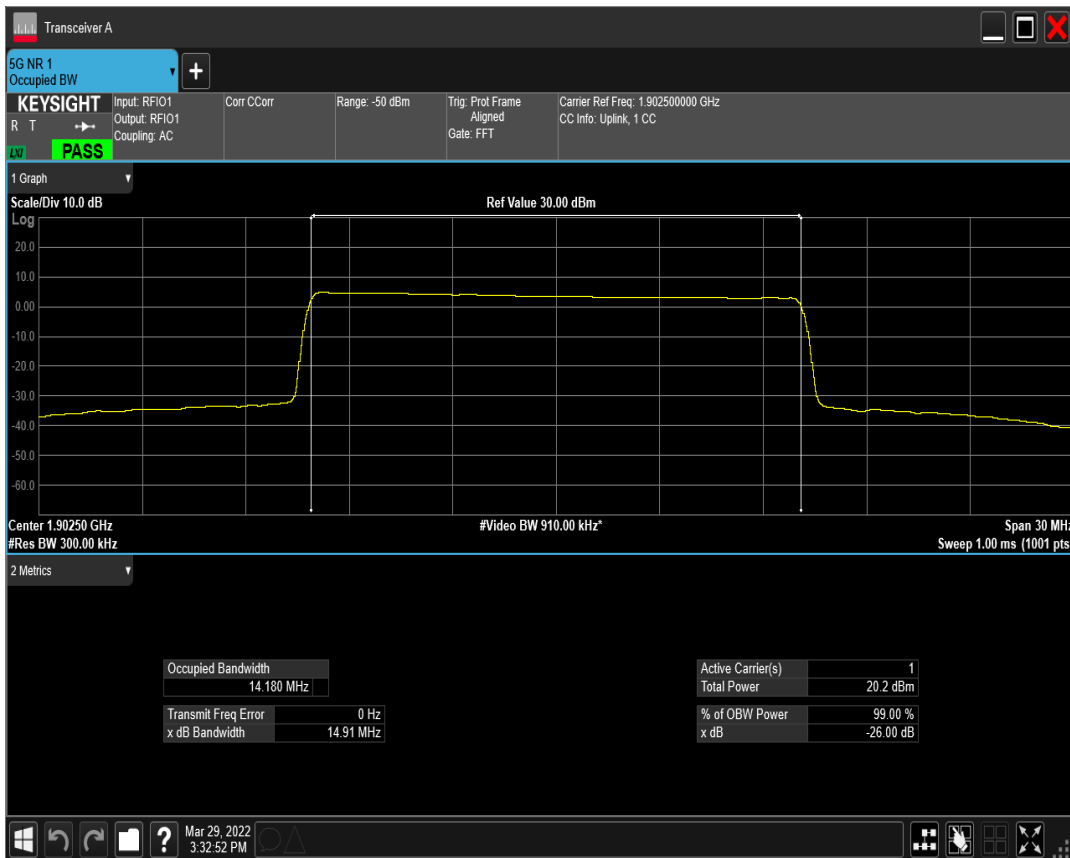 Transceiver A
5G NR 1
Occupied BW
+
KEYSIGHT
R T
LXI
PASS
Input: RFIO1
Output: RFIO1
Coupling: AC
Corr CCorr
Range: -50 dBm
Trig: Prot Frame
Aligned
Gate: FFT
Carrier Ref Freq: 1.902500000 GHz
CC Info: Uplink, 1 CC
1 Graph
Scale/Div 10.0 dB
Ref Value 30.00 dBm
Log
20.0
10.0
0.00
-10.0
-20.0
-30.0
-40.0
-50.0
-60.0
Center 1.90250 GHz
#Video BW 910.00 kHz*
Span 30 MHz
#Res BW 300.00 kHz
Sweep 1.00 ms (1001 pts
2 Metrics
Occupied Bandwidth
14.180 MHz
Transmit Freq Error 0 Hz
x dB Bandwidth 14.91 MHz
Active Carrier(s) 1
Total Power 20.2 dBm
% of OBW Power 99.00 %
x dB -26.00 dB
?
Mar 29, 2022
3:32:52 PM